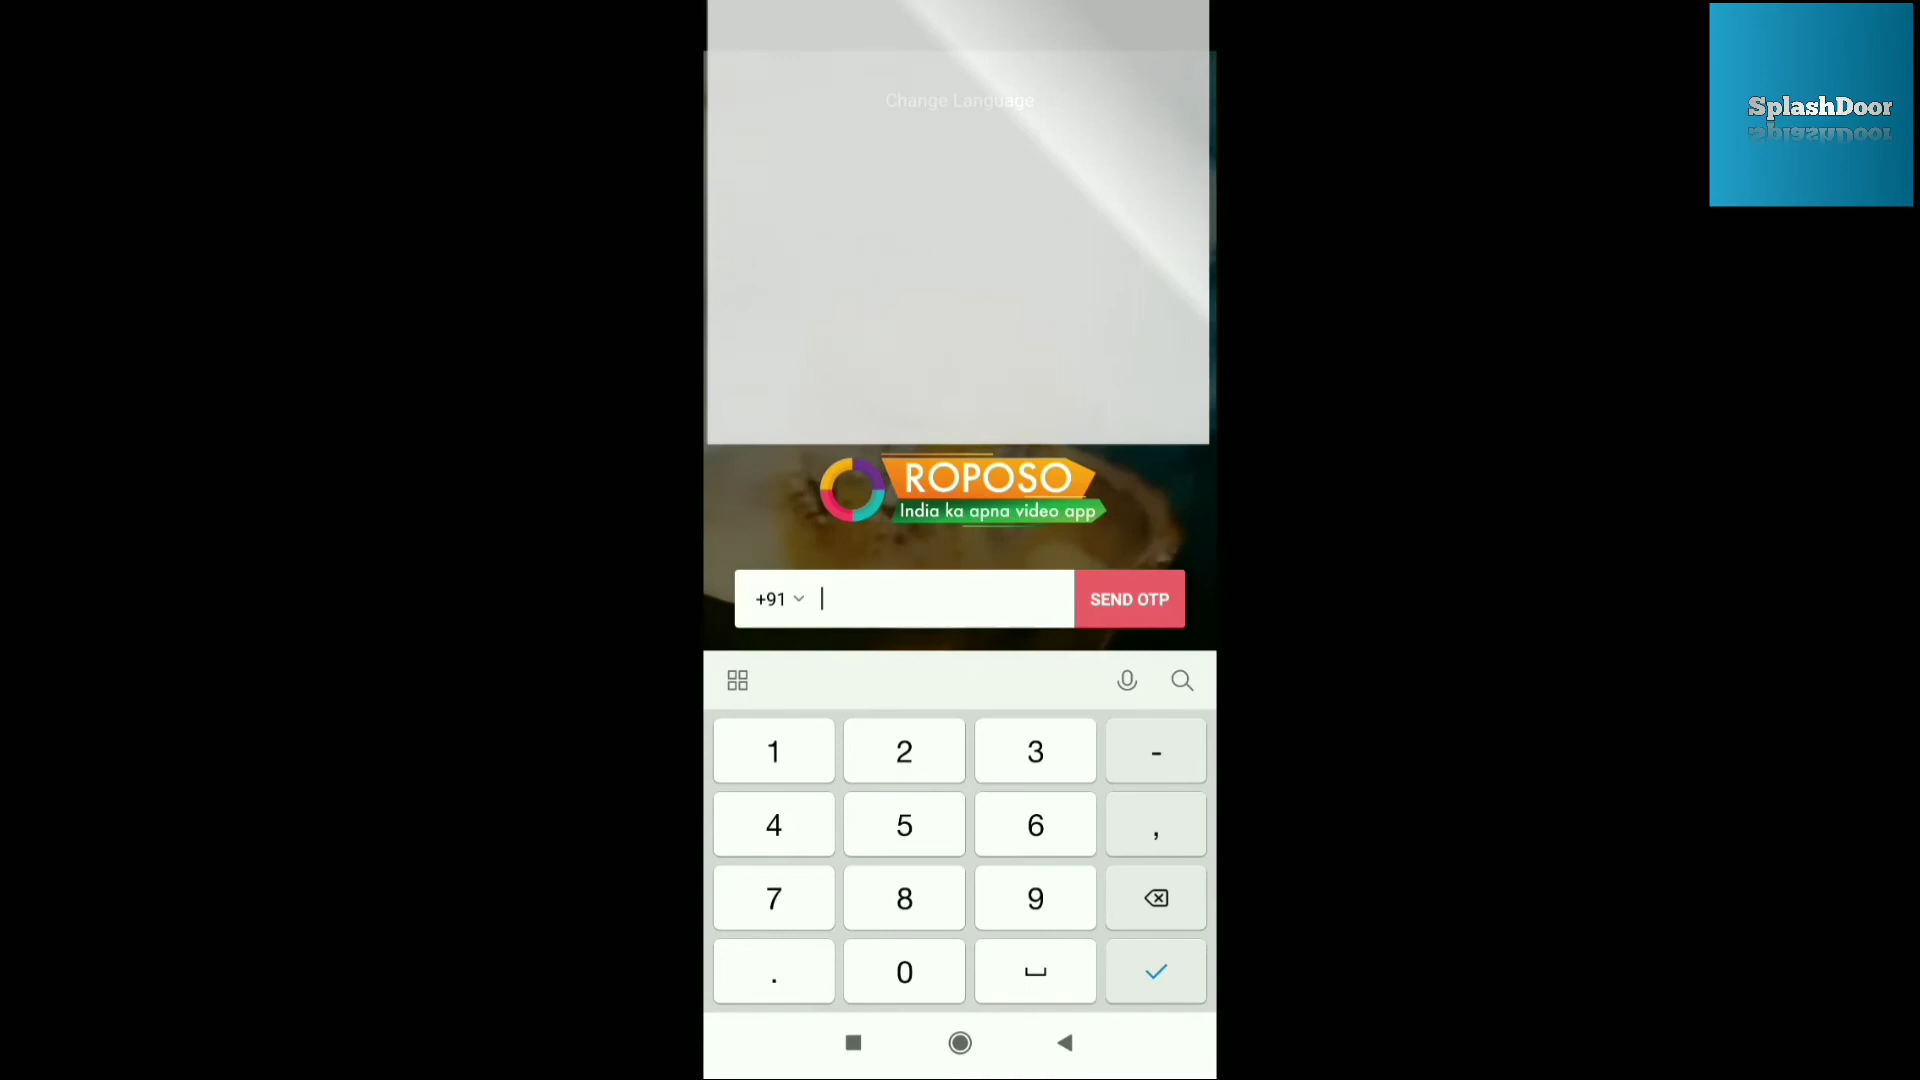 Change Language
SplashDoor
ROPOSO
India ka apna video app
+91
SEND OTP
1 2 3 -
4 5 6 ,
7 8 9
. 0